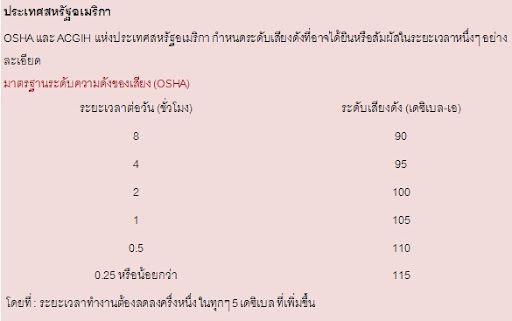 ประเทศสหรัฐอเมริกา
OSHA และ ACGIH แห่งประเทศสหรัฐอเมริกา กำหนดระดับเสียงดังที่อาจได้ยินหรือสัมผัสในระยะเวลาหนึ่งๆ อย่าง
ละเอียด
มาตรฐานระดับความดังของเสียง (OSHA)
ระยะเวลาต่อวัน (ชั่วโมง) ระดับเสียงดัง (เดซิเบล-เอ)
8 90
4 95
2 100
1 105
0.5 110
0.25 หรือน้อยกว่า 115
โดยที่ : ระยะเวลาทำงานต้องลดลงครึ่งหนึ่ง ในทุกๆ 5 เดซิเบล ที่เพิ่มขึ้น